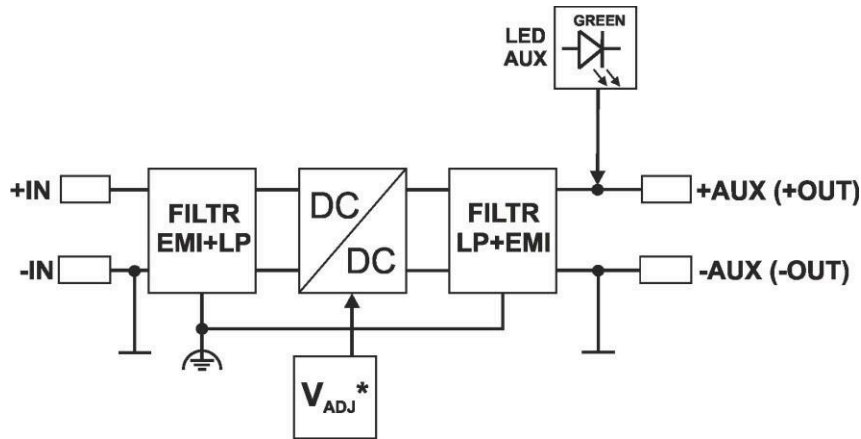 GREEN
LED
AUX
+IN
FILTR
EMI+LP
DC
DC
FILTR
LP+EMI
+AUX (+OUT)
-IN
-AUX (-OUT)
VADJ*